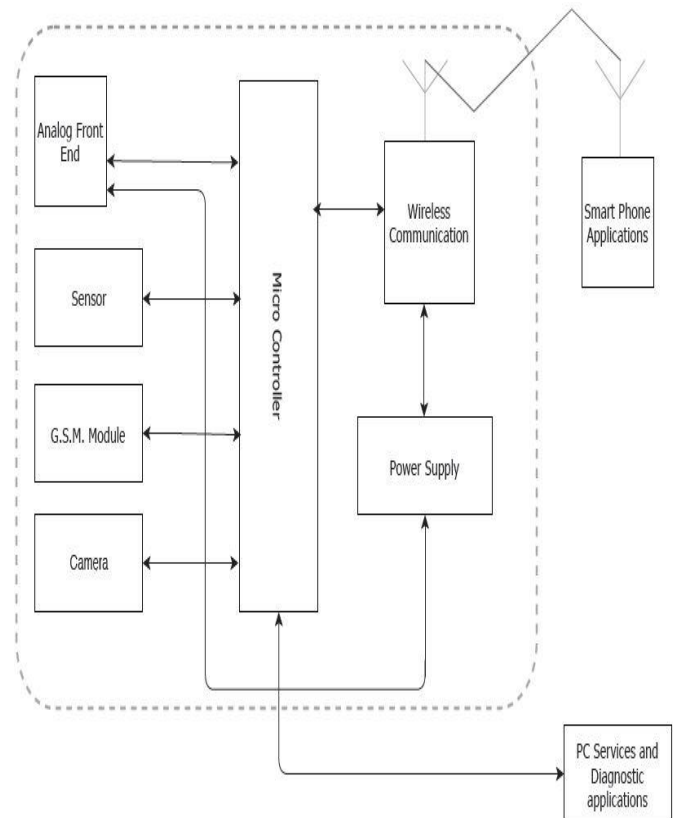 Analog Front
End
Sensor
G.S.M. Module
Camera
Micro Controller
Wireless
Communication
Power Supply
Smart Phone
Applications
PC Services and
Diagnostic
applications